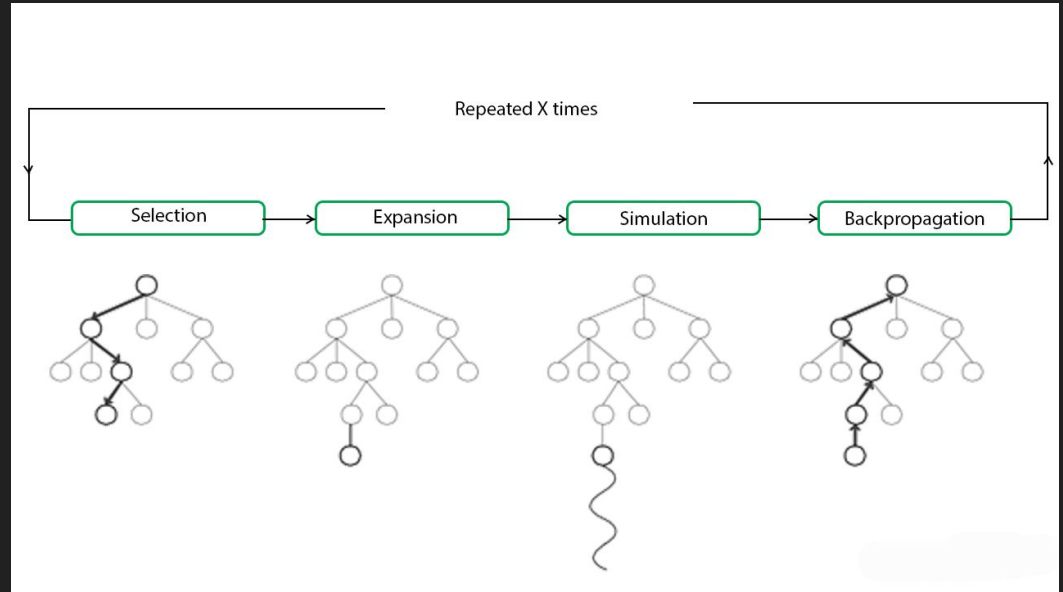 Repeated X times
Selection
Expansion
Simulation
Backpropagation